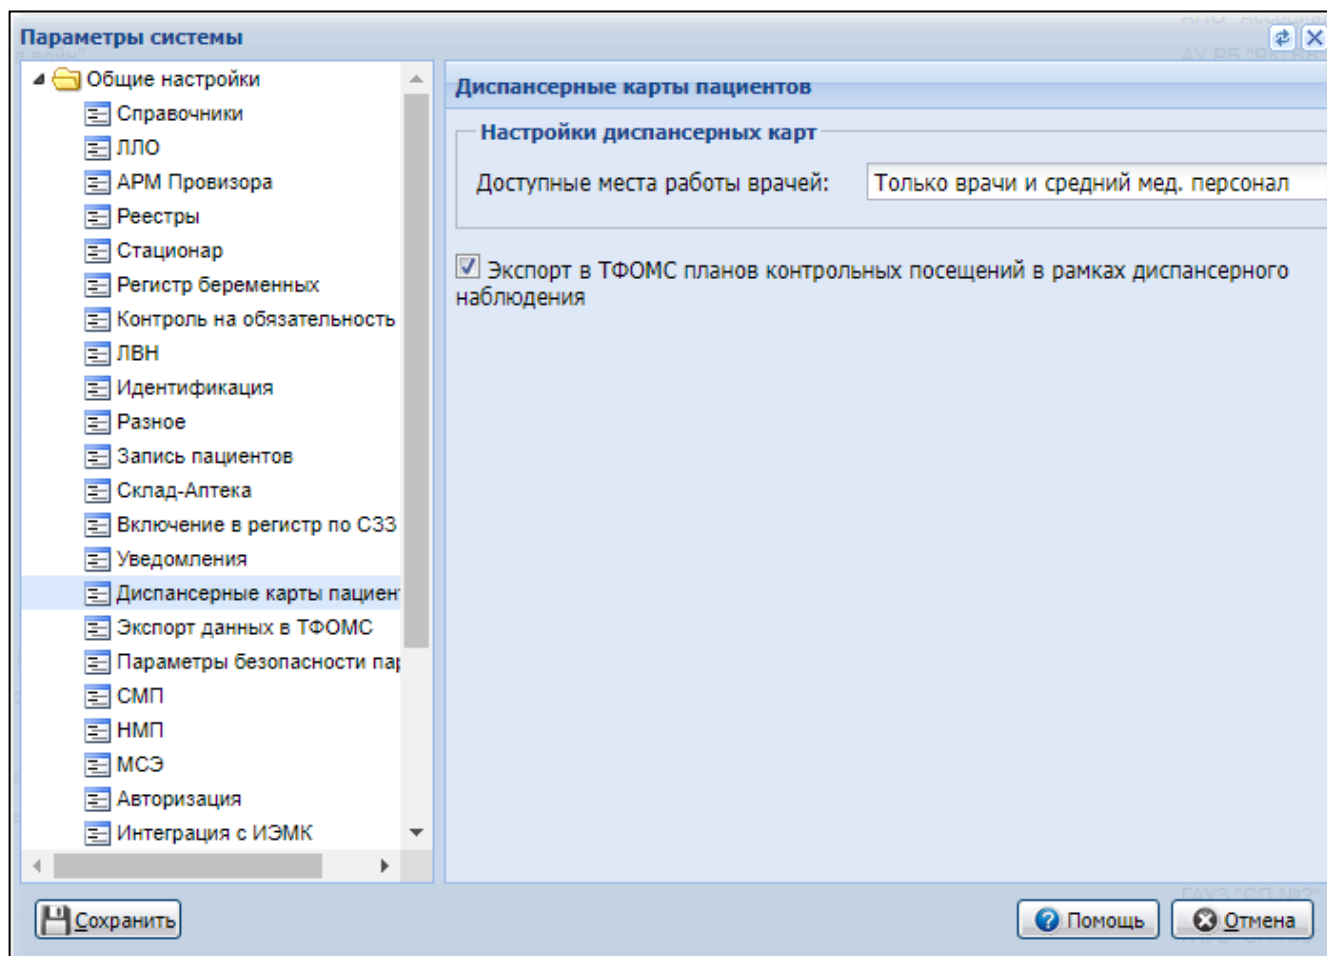 Параметры системы
Общие настройки
Справочники
ЛЛО
АРМ Провизора
Реестры
Стационар
Регистр беременных
Контроль на обязательность
ЛВН
Идентификация
Разное
Запись пациентов
Склад-Аптека
Включение в регистр по СЗЗ
Уведомления
Диспансерные карты пациен
Экспорт данных в ТФОМС
Параметры безопасности пар
СМП
НМП
МСЭ
Авторизация
Интеграция с ИЭМК
Диспансерные карты пациентов
Настройки диспансерных карт
Доступные места работы врачей: Только врачи и средний мед. персонал
Экспорт в ТФОМС планов контрольных посещений в рамках диспансерного
наблюдения
Сохранить Помощь Отмена